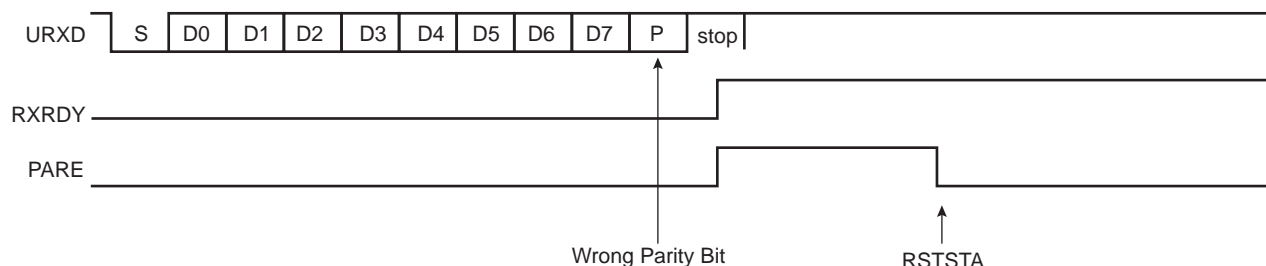 URXD S D0 D1 D2 D3 D4 D5 D6 D7 P stop
RXRDY
PARE
Wrong Parity Bit RSTSTA